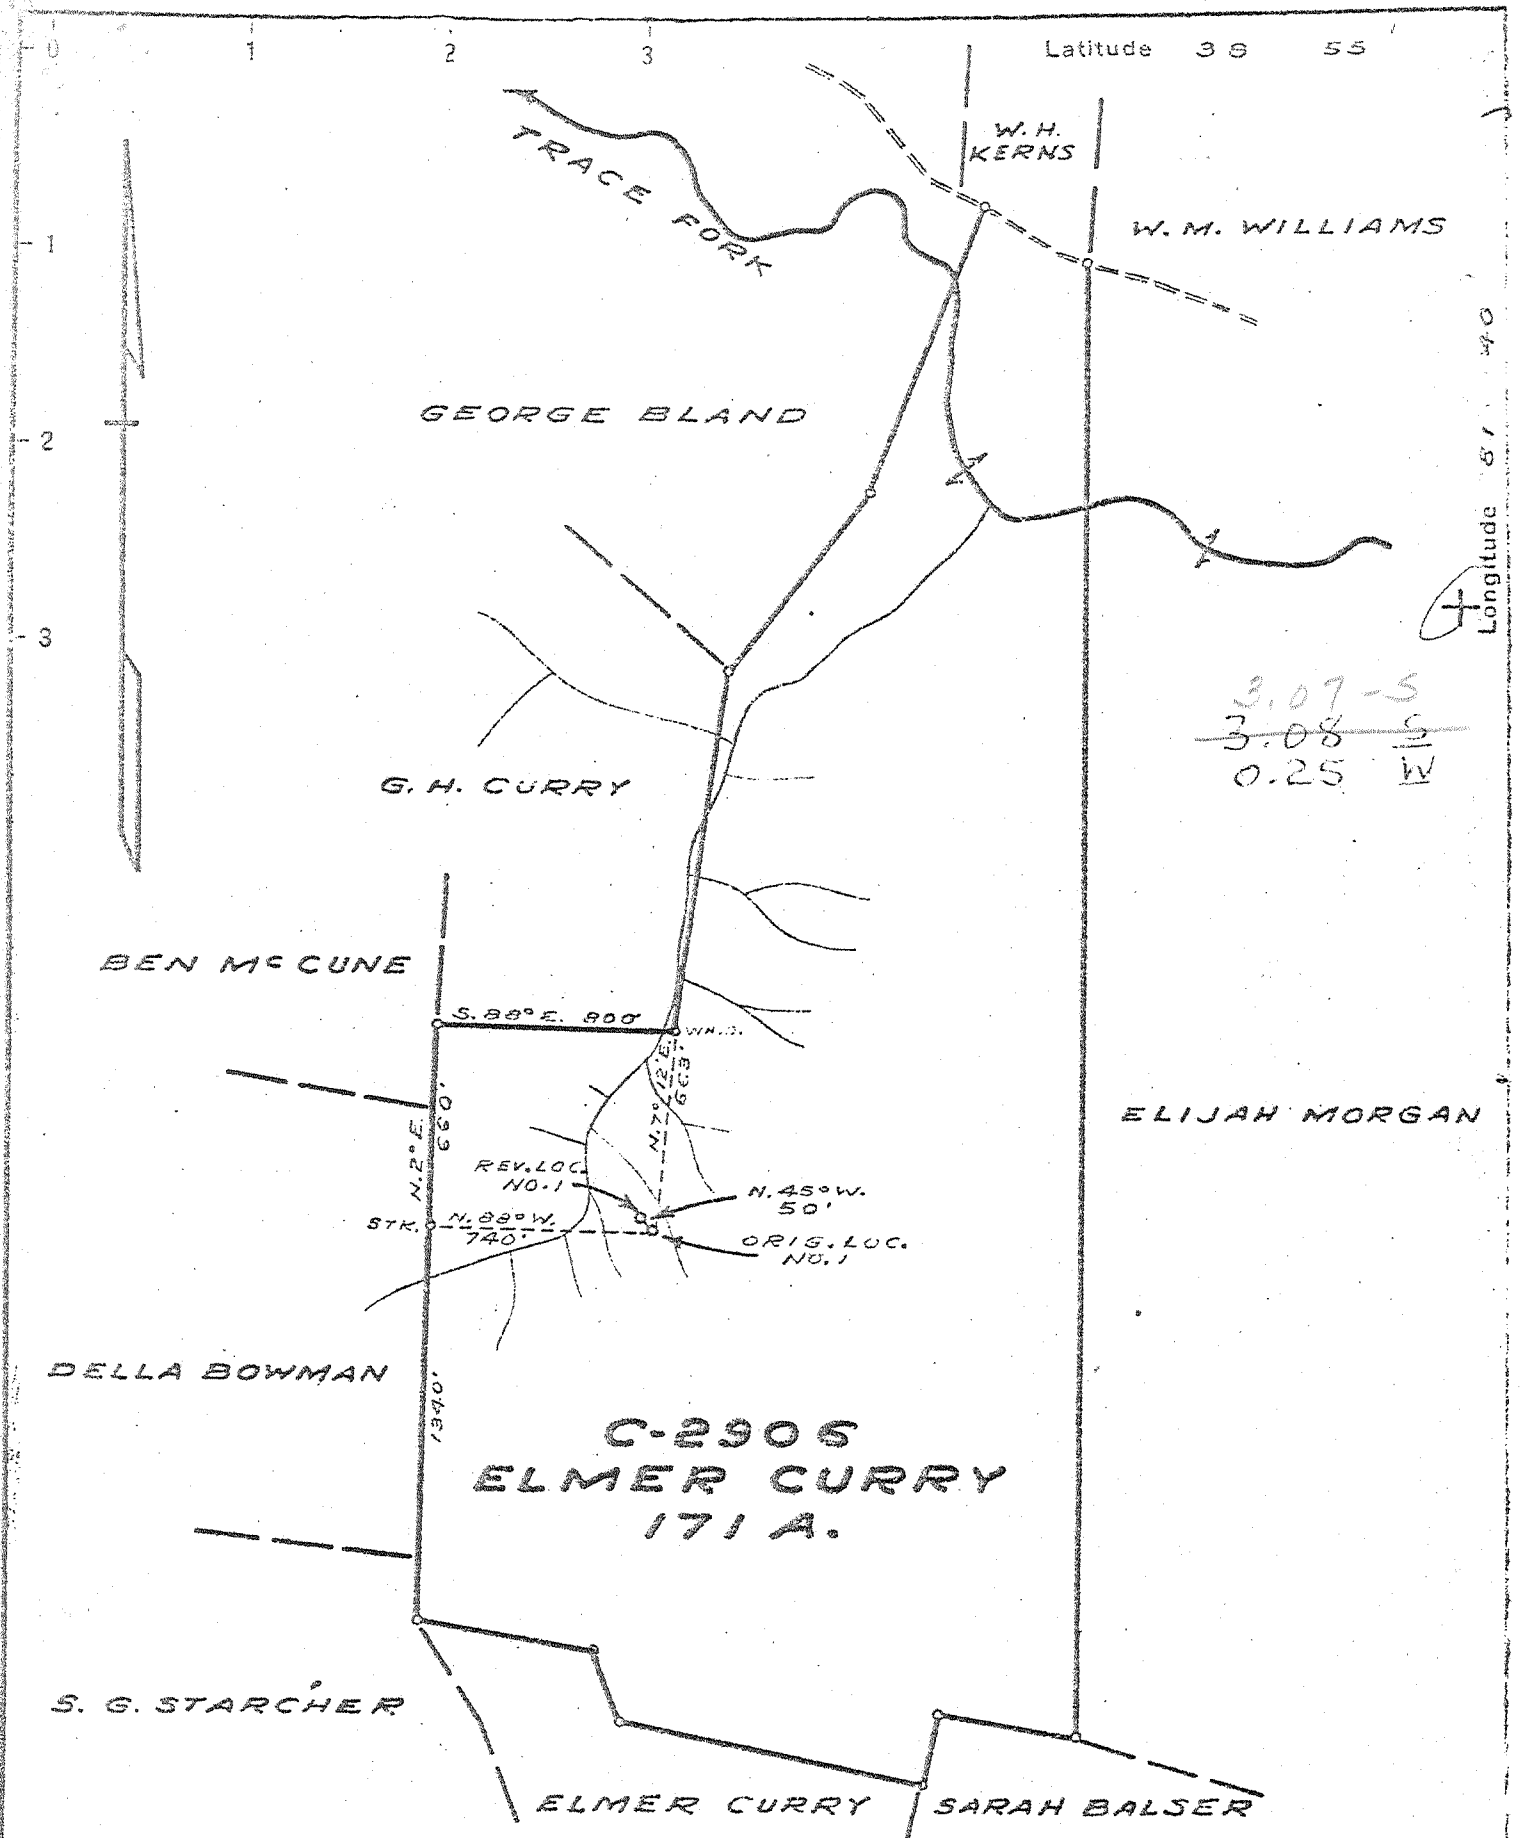 0 1 2 3
Latitude 38 55'
W. H.
KERNS
TRACE FORK
W. M. WILLIAMS
1
Longitude 81 40
GEORGE BLAND
2
3
3.07 - S
3.08 S
0.25 W
G. H. CURRY
BEN McCUNE
S. 88° E. 800'
N. 7° 12' E.
663'
N. 2° E.
660'
ELIJAH MORGAN
REV. LOC.
NO. 1
N. 45° W.
50'
STK.
N. 88° W.
740'
ORIG. LOC.
NO. 1
DELLA BOWMAN
1340'
C-2906
ELMER CURRY
171 A.
S. G. STARCHER
ELMER CURRY
SARAH BALSER